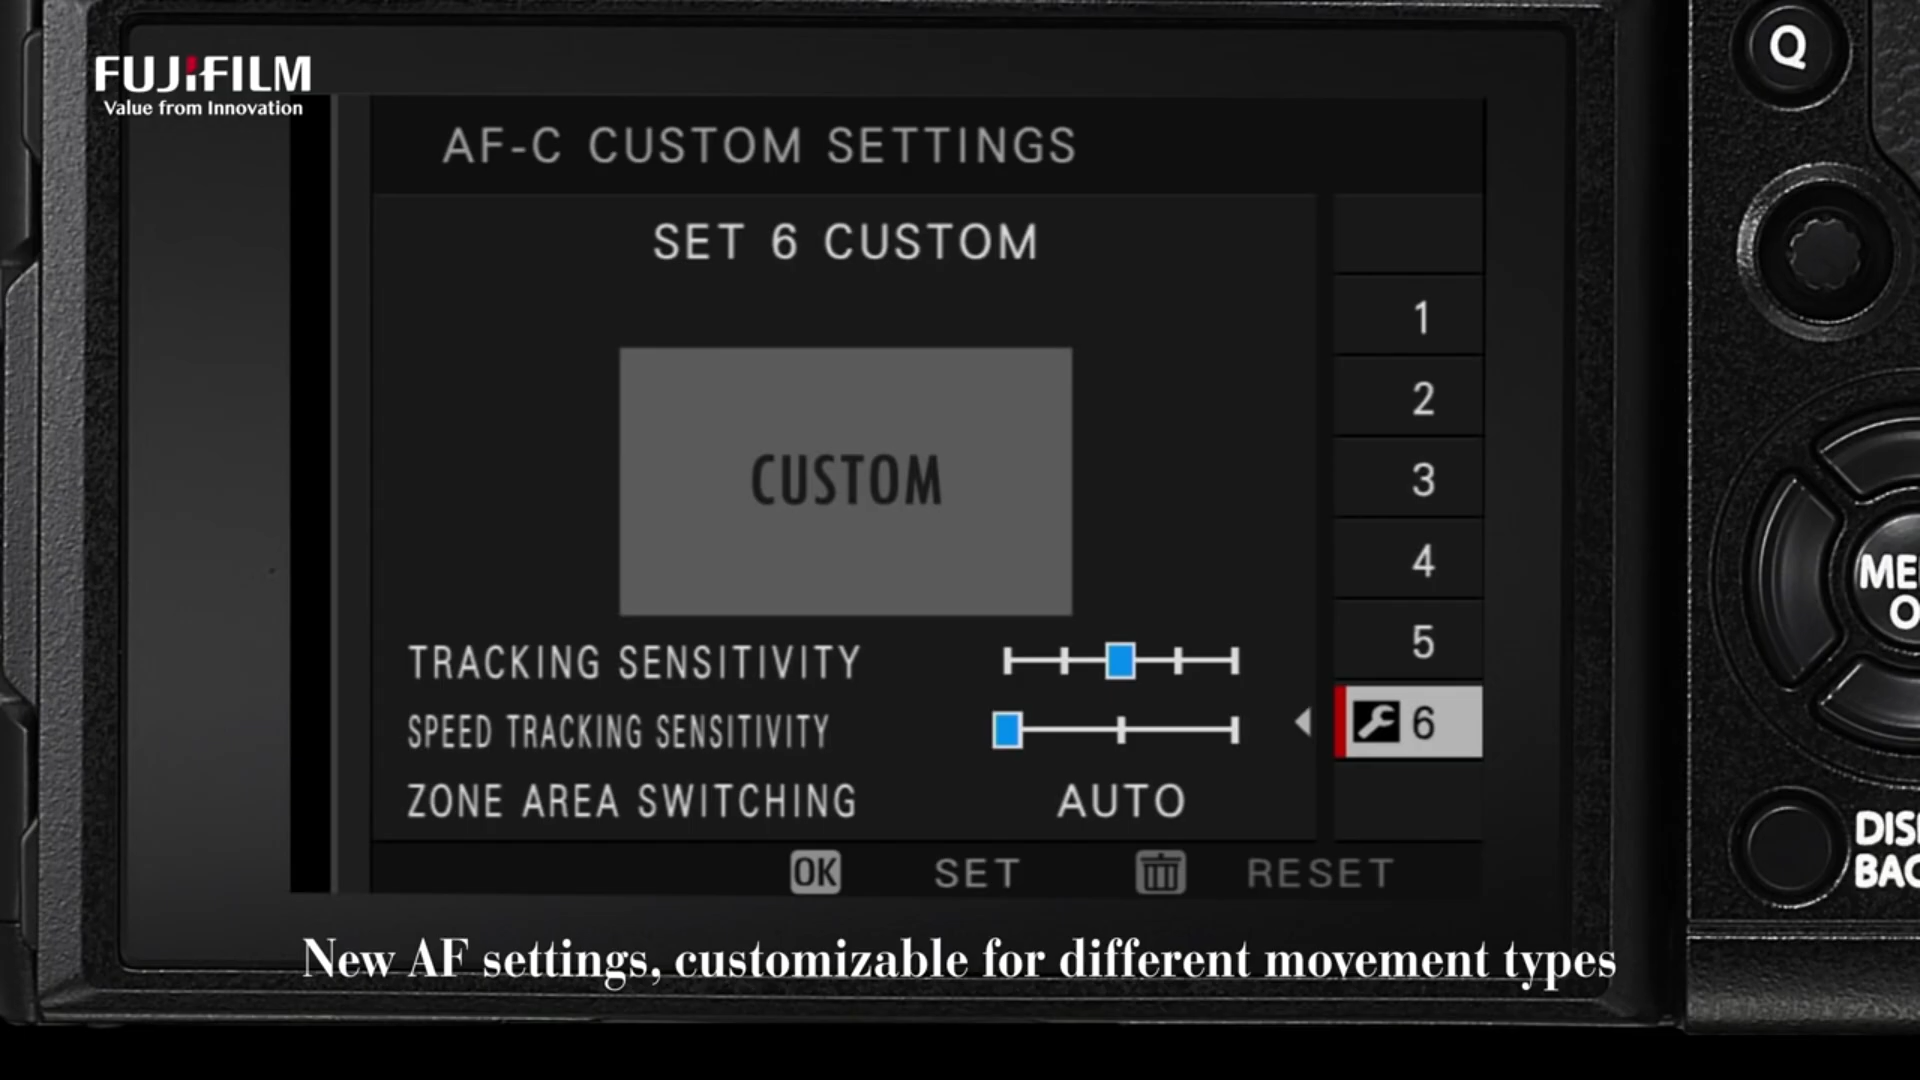 FUJIFILM
Value from Innovation
Q
AF-C CUSTOM SETTINGS
SET 6 CUSTOM
CUSTOM
1
2
3
4
5
6
TRACKING SENSITIVITY
SPEED TRACKING SENSITIVITY
ZONE AREA SWITCHING AUTO
OK SET RESET
New AF settings, customizable for different movement types